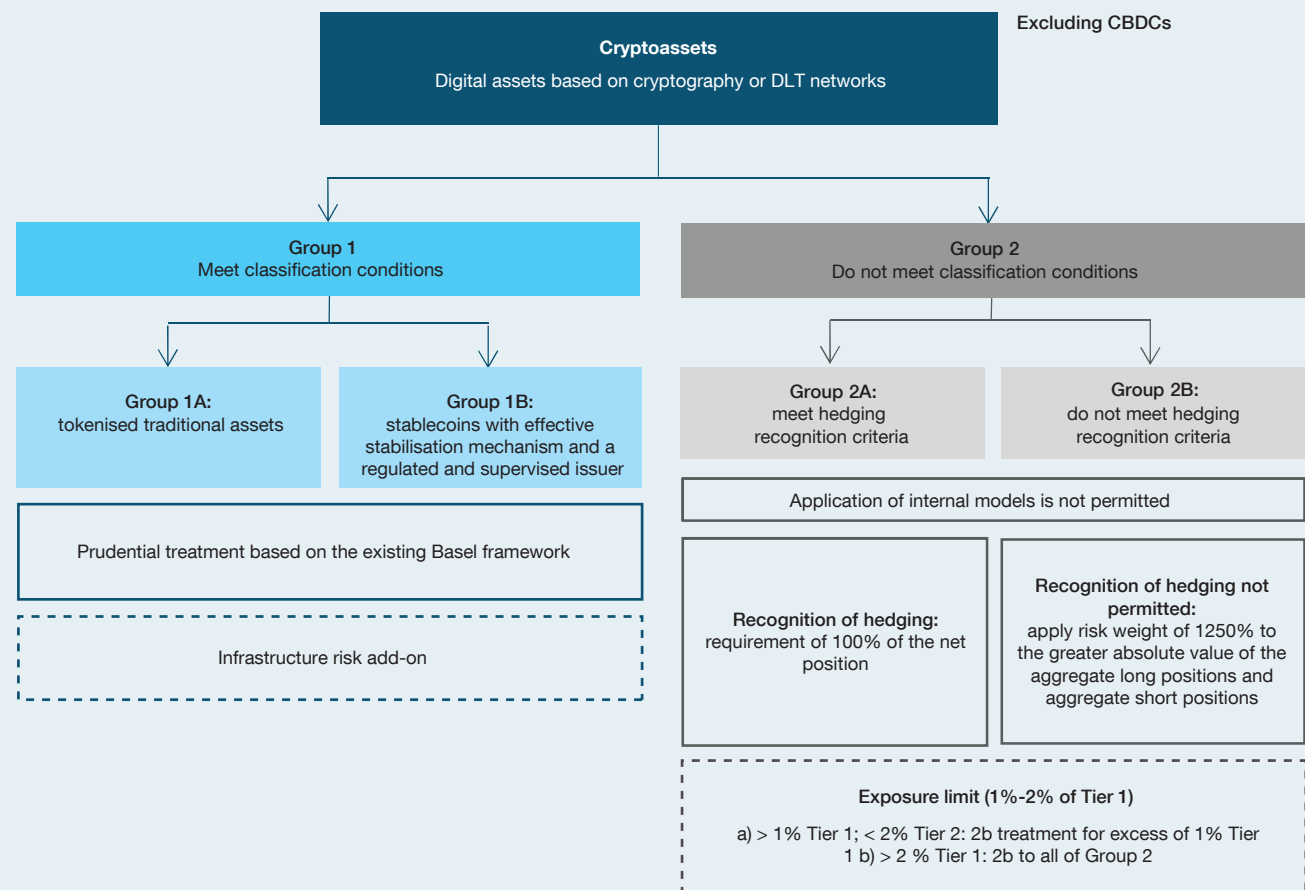 Excluding CBDCs
Cryptoassets
Digital assets based on cryptography or DLT networks
Group 1
Meet classification conditions
Group 2
Do not meet classification conditions
Group 1A:
tokenised traditional assets
Group 1B:
stablecoins with effective
stabilisation mechanism and a
regulated and supervised issuer
Group 2A:
meet hedging
recognition criteria
Group 2B:
do not meet hedging
recognition criteria
Prudential treatment based on the existing Basel framework
Infrastructure risk add-on
Application of internal models is not permitted
Recognition of hedging:
requirement of 100% of the net
position
Recognition of hedging not
permitted:
apply risk weight of 1250% to
the greater absolute value of the
aggregate long positions and
aggregate short positions
Exposure limit (1%-2% of Tier 1)
a) > 1% Tier 1; < 2% Tier 2: 2b treatment for excess of 1% Tier
1 b) > 2 % Tier 1: 2b to all of Group 2